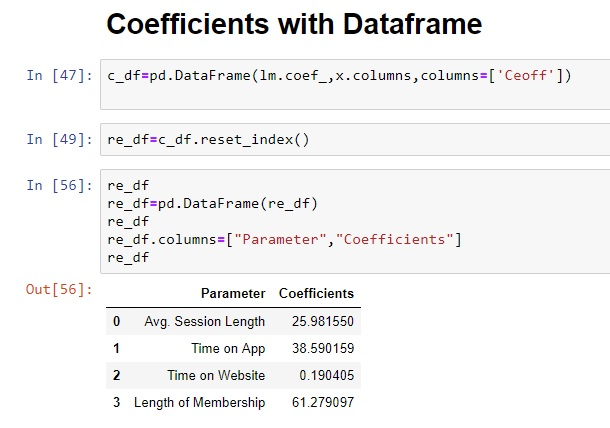 Coefficients with Dataframe
In [47]: c_df=pd.DataFrame(lm.coef_,x.columns,columns=['Ceoff'])
In [49]: re_df=c_df.reset_index()
In [56]: re_df
re_df=pd.DataFrame(re_df)
re_df
re_df.columns=["Parameter","Coefficients"]
re_df
Out[56]:
Parameter Coefficients
0 Avg. Session Length 25.981550
1 Time on App 38.590159
2 Time on Website 0.190405
3 Length of Membership 61.279097